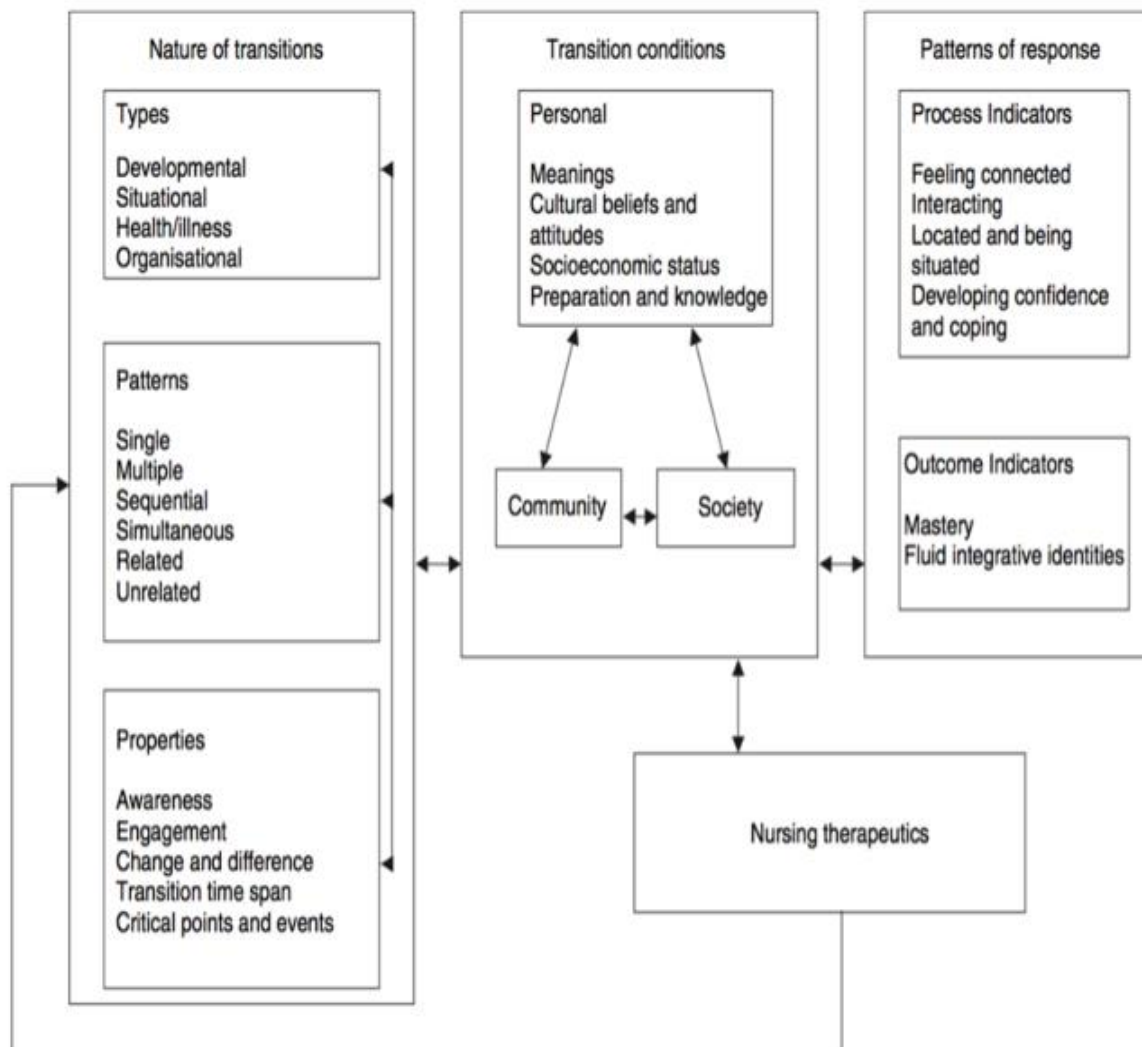 Nature of transitions
Types
Developmental
Situational
Health/illness
Organisational
Patterns
Single
Multiple
Sequential
Simultaneous
Related
Unrelated
Properties
Awareness
Engagement
Change and difference
Transition time span
Critical points and events
Transition conditions
Personal
Meanings
Cultural beliefs and
attitudes
Socioeconomic status
Preparation and knowledge
Community
Society
Patterns of response
Process Indicators
Feeling connected
Interacting
Located and being
situated
Developing confidence
and coping
Outcome Indicators
Mastery
Fluid integrative identities
Nursing therapeutics